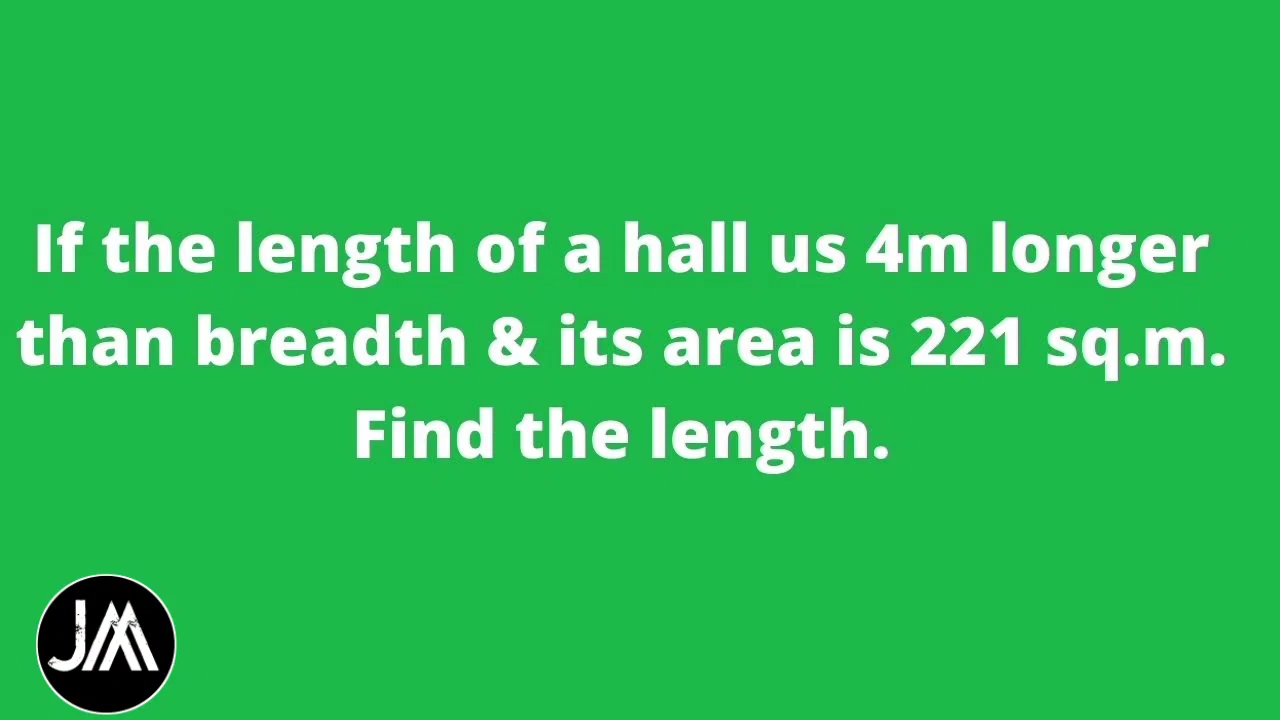 If the length of a hall us 4m longer
than breadth & its area is 221 sq.m.
Find the length.
JM